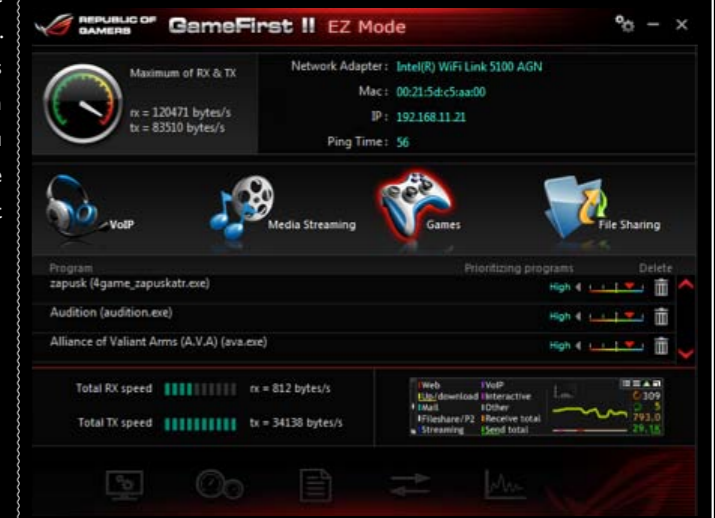 REPUBLIC OF
GAMERS
GameFirst II EZ Mode
Maximum of RX & TX
rx = 120471 bytes/s
tx = 83510 bytes/s
Network Adapter : Intel(R) WiFi Link 5100 AGN
Mac : 00:21:5d:c5:aa:00
IP : 192.168.11.21
Ping Time : 56
VoIP
Media Streaming
Games
File Sharing
Program Prioritizing programs Delete
zapusk (4game_zapuskatr.exe) High
Audition (audition.exe) High
Alliance of Valiant Arms (A.V.A) (ava.exe) High
Total RX speed rx = 812 bytes/s
Total TX speed tx = 34138 bytes/s
Web VoIP
Up/download Interactive
Mail Other
Fileshare/P2 Receive total
Streaming Send total
309
5
793.0
29.1K